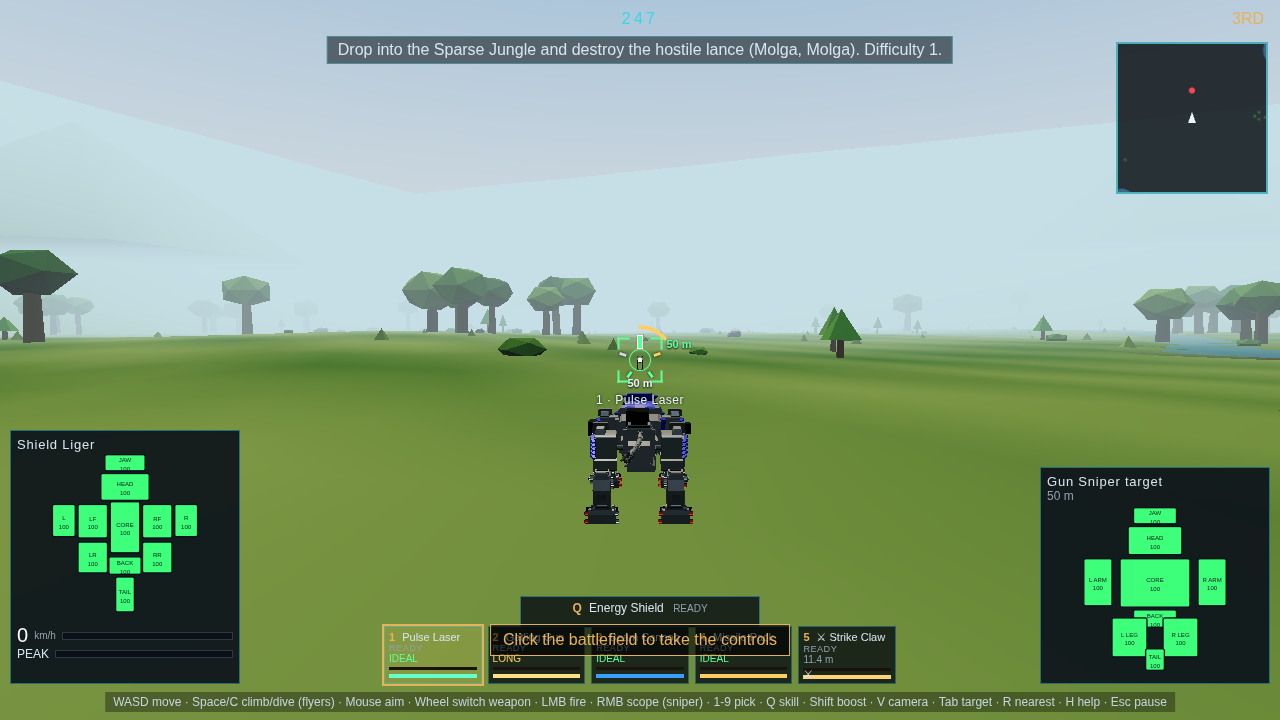 247
3RD
Drop into the Sparse Jungle and destroy the hostile lance (Molga, Molga). Difficulty 1.
50 m
50 m
1 · Pulse Laser
Shield Liger
JAW
100
HEAD
100
L
100
LF
100
CORE
100
RF
100
R
100
LR
100
BACK
100
RR
100
TAIL
100
0 km/h
PEAK
Gun Sniper target
50 m
JAW
100
HEAD
100
L ARM
100
CORE
100
R ARM
100
BACK
100
L LEG
100
R LEG
100
TAIL
100
Q Energy Shield READY
Click the battlefield to take the controls
1 Pulse Laser
READY
IDEAL
2
READY
LONG
READY
IDEAL
READY
IDEAL
5 ⚔ Strike Claw
READY
11.4 m
WASD move · Space/C climb/dive (flyers) · Mouse aim · Wheel switch weapon · LMB fire · RMB scope (sniper) · 1-9 pick · Q skill · Shift boost · V camera · Tab target · R nearest · H help · Esc pause